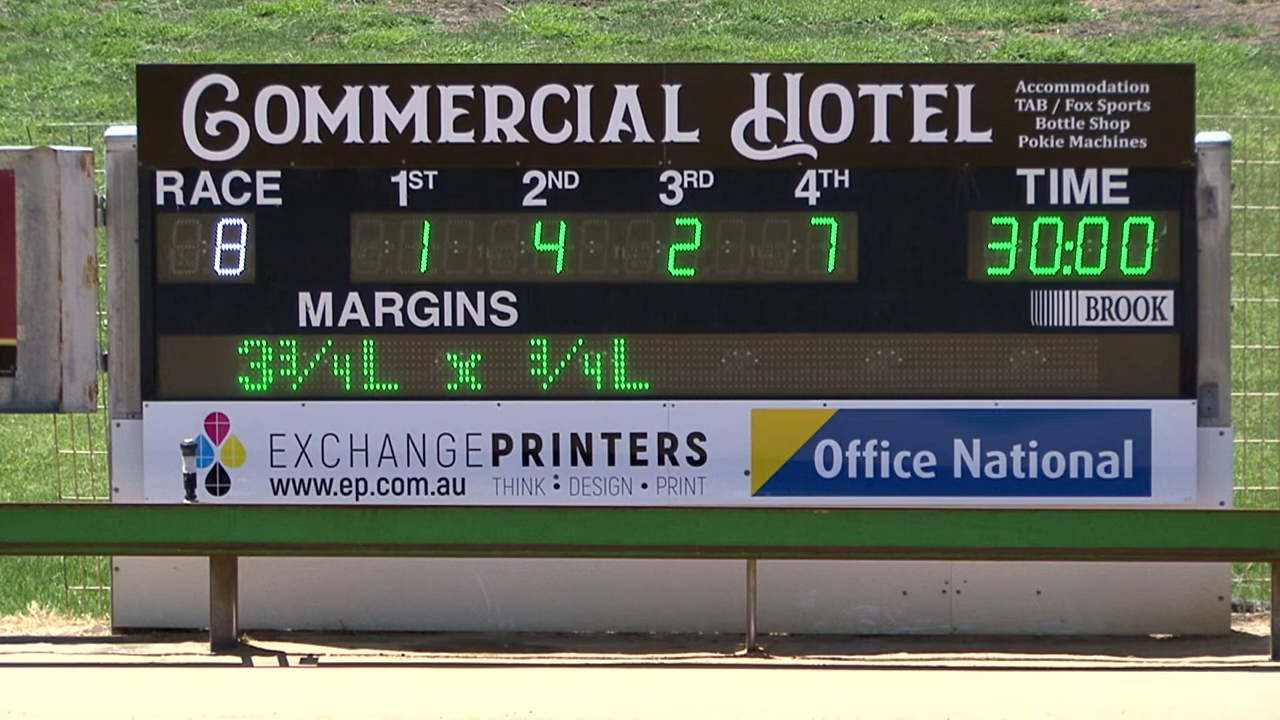 COMMERCIAL HOTEL
Accommodation
TAB / Fox Sports
Bottle Shop
Pokie Machines
RACE 1ST 2ND 3RD 4TH TIME
8 1 4 2 7 30:00
MARGINS BROOK
3¾L x ¾L
EXCHANGEPRINTERS
www.ep.com.au THINK • DESIGN • PRINT
Office National